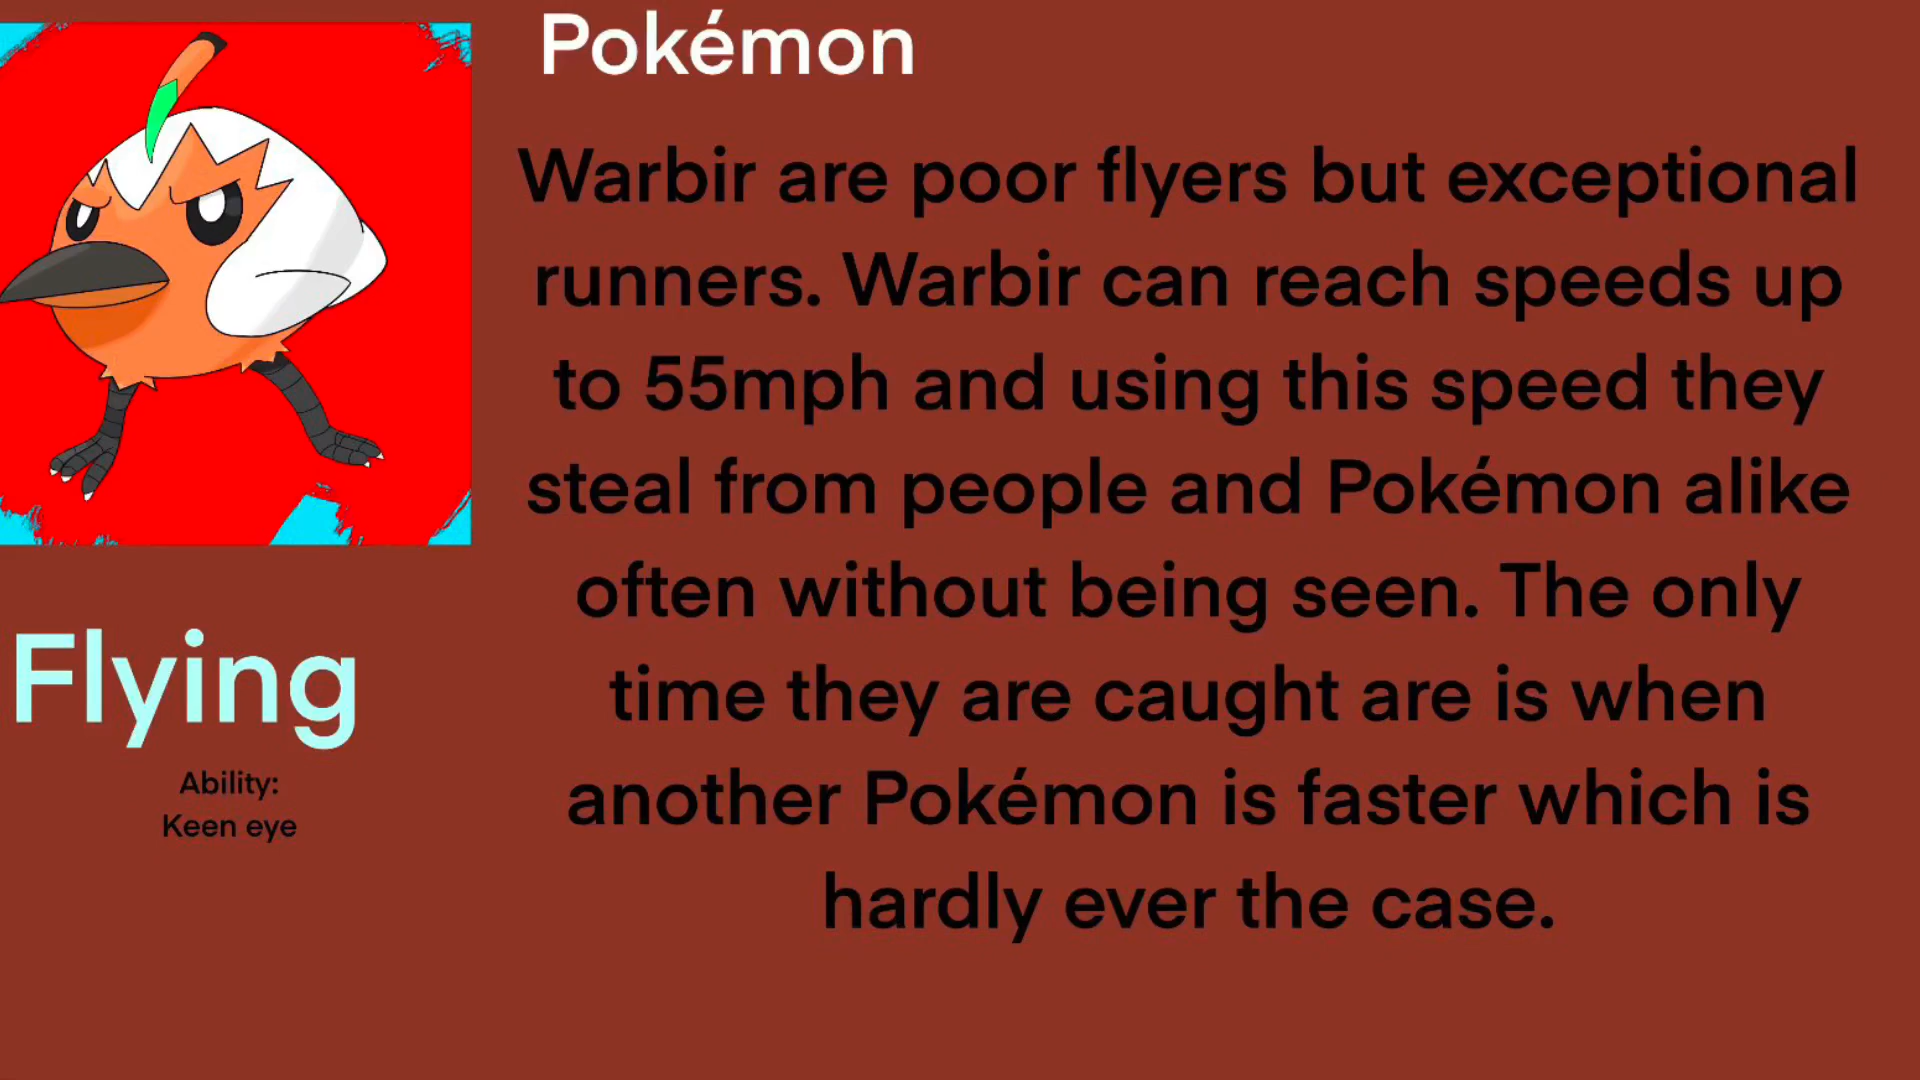 Pokémon
Warbir are poor flyers but exceptional
runners. Warbir can reach speeds up
to 55mph and using this speed they
steal from people and Pokémon alike
often without being seen. The only
time they are caught are is when
another Pokémon is faster which is
hardly ever the case.
Flying
Ability:
Keen eye